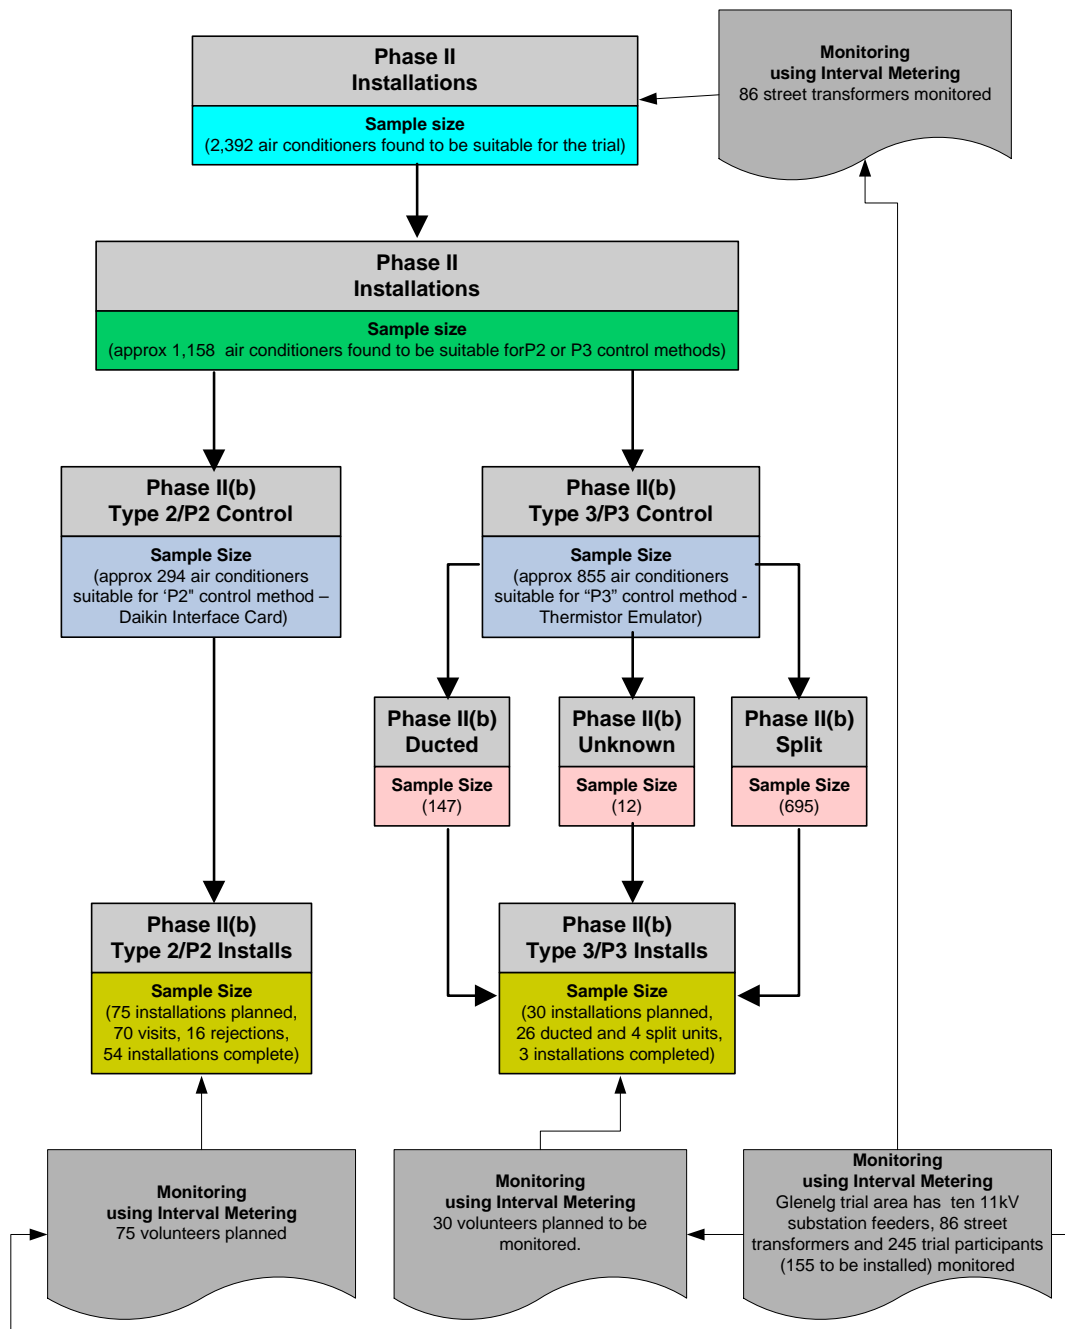 Phase II
Installations
Sample size
(2,392 air conditioners found to be suitable for the trial)
Monitoring
using Interval Metering
86 street transformers monitored
Phase II
Installations
Sample size
(approx 1,158  air conditioners found to be suitable forP2 or P3 control methods)
Phase II(b)
Type 2/P2 Control
Sample Size
(approx 294 air conditioners
suitable for ‘P2" control method –
Daikin Interface Card)
Phase II(b)
Type 3/P3 Control
Sample Size
(approx 855 air conditioners
suitable for “P3” control method -
Thermistor Emulator)
Phase II(b)
Ducted
Sample Size
(147)
Phase II(b)
Unknown
Sample Size
(12)
Phase II(b)
Split
Sample Size
(695)
Phase II(b)
Type 2/P2 Installs
Sample Size
(75 installations planned,
70 visits, 16 rejections,
54 installations complete)
Phase II(b)
Type 3/P3 Installs
Sample Size
(30 installations planned,
26 ducted and 4 split units,
3 installations completed)
Monitoring
using Interval Metering
75 volunteers planned
Monitoring
using Interval Metering
30 volunteers planned to be
monitored.
Monitoring
using Interval Metering
Glenelg trial area has  ten 11kV
substation feeders, 86 street
transformers and 245 trial participants
(155 to be installed) monitored